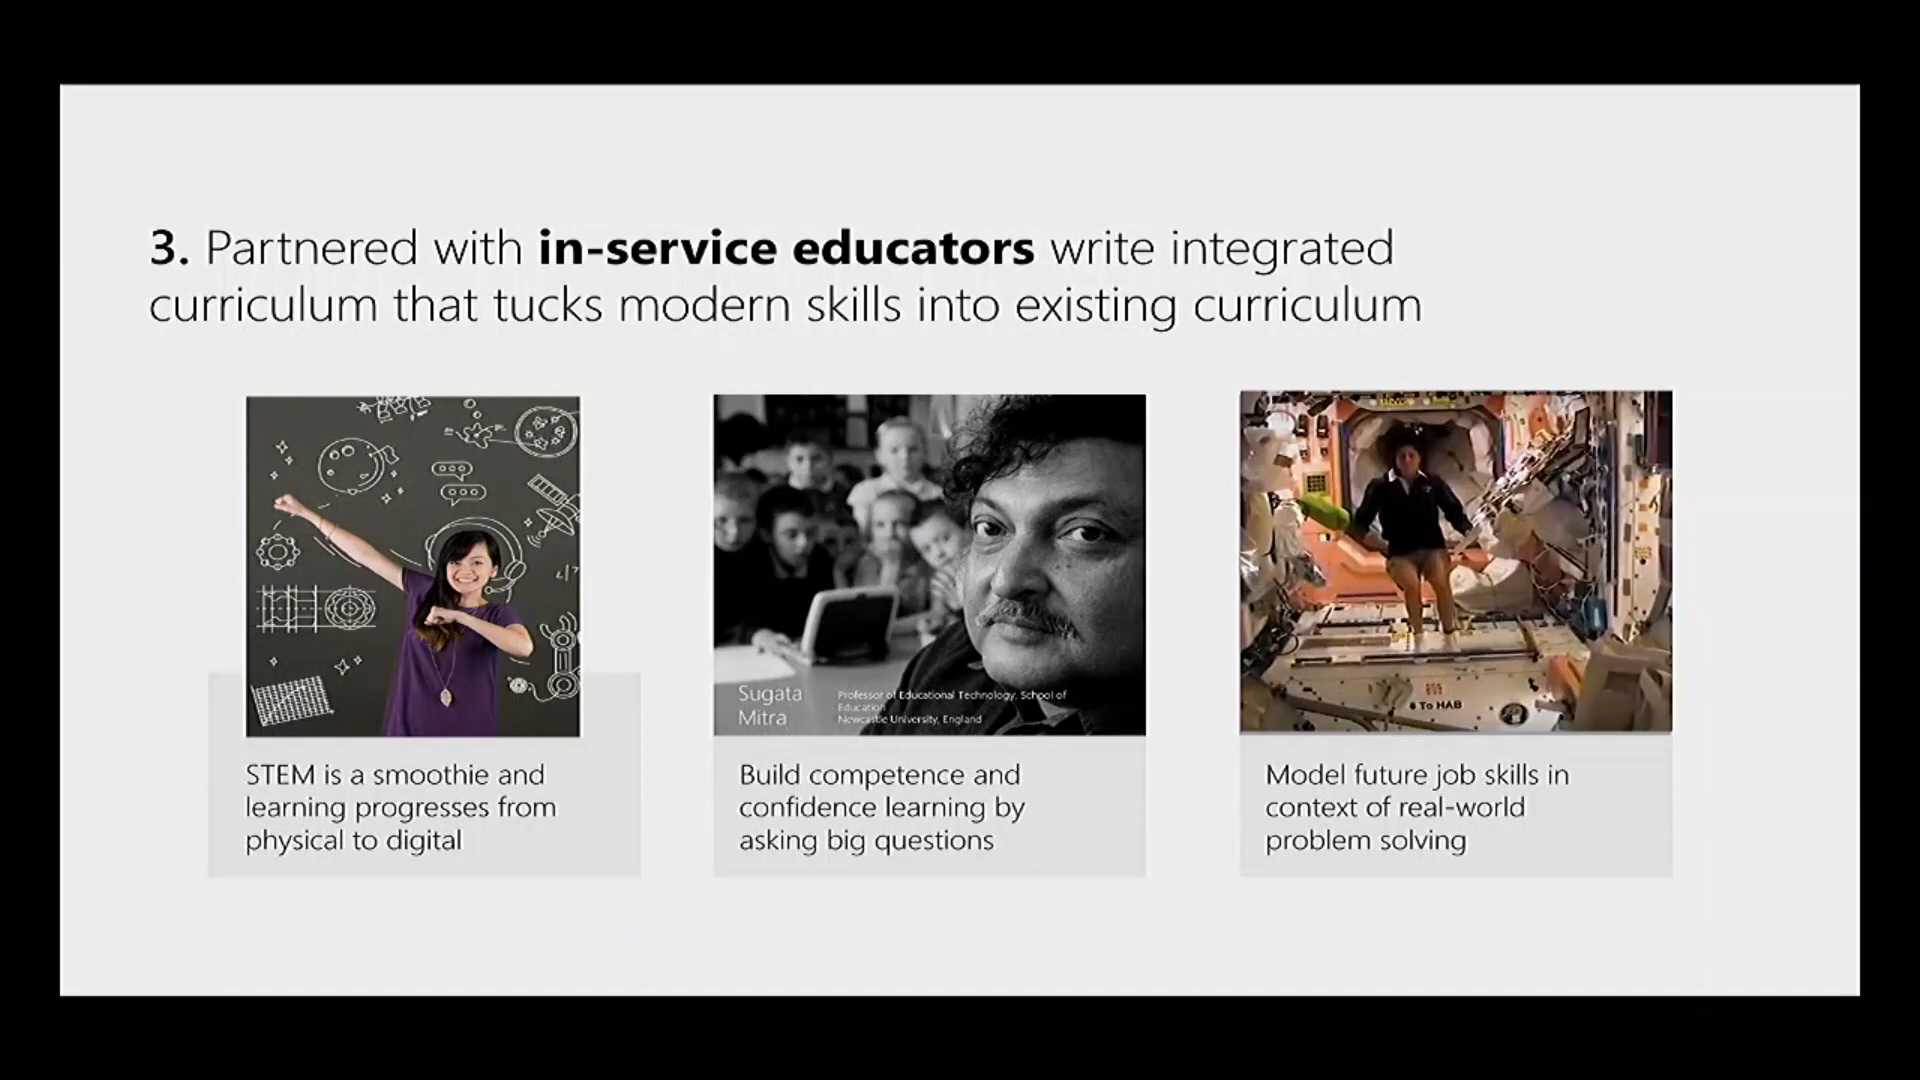 3. Partnered with in-service educators write integrated
curriculum that tucks modern skills into existing curriculum
Sugata
Mitra
Professor of Educational Technology, School of
Education
Newcastle University, England
6 To HAB
STEM is a smoothie and
learning progresses from
physical to digital
Build competence and
confidence learning by
asking big questions
Model future job skills in
context of real-world
problem solving